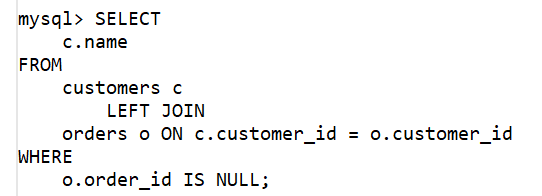 mysql> SELECT
    c.name
FROM
    customers c
        LEFT JOIN
    orders o ON c.customer_id = o.customer_id
WHERE
    o.order_id IS NULL;